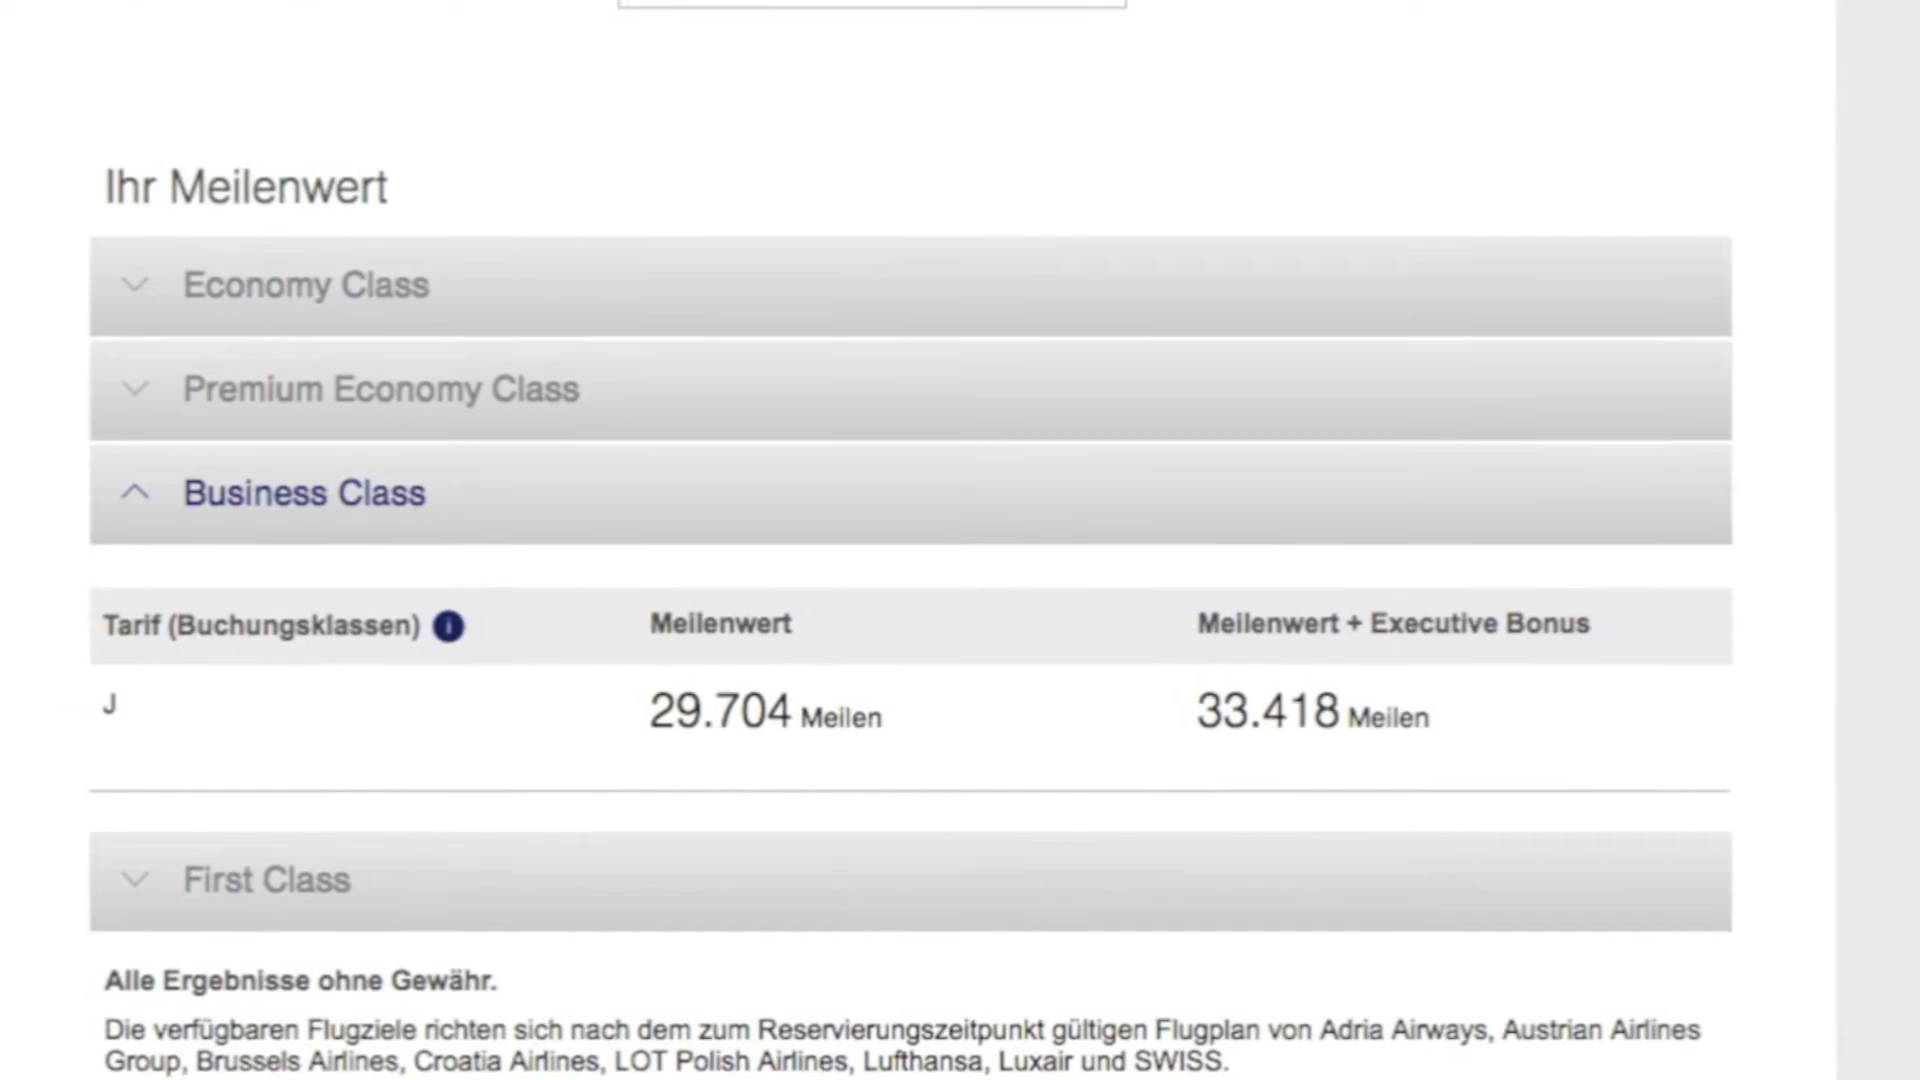 Ihr Meilenwert
Economy Class
Premium Economy Class
Business Class
Tarif (Buchungsklassen) i Meilenwert Meilenwert + Executive Bonus
J 29.704 Meilen 33.418 Meilen
First Class
Alle Ergebnisse ohne Gewähr.
Die verfügbaren Flugziele richten sich nach dem zum Reservierungszeitpunkt gültigen Flugplan von Adria Airways, Austrian Airlines
Group, Brussels Airlines, Croatia Airlines, LOT Polish Airlines, Lufthansa, Luxair und SWISS.